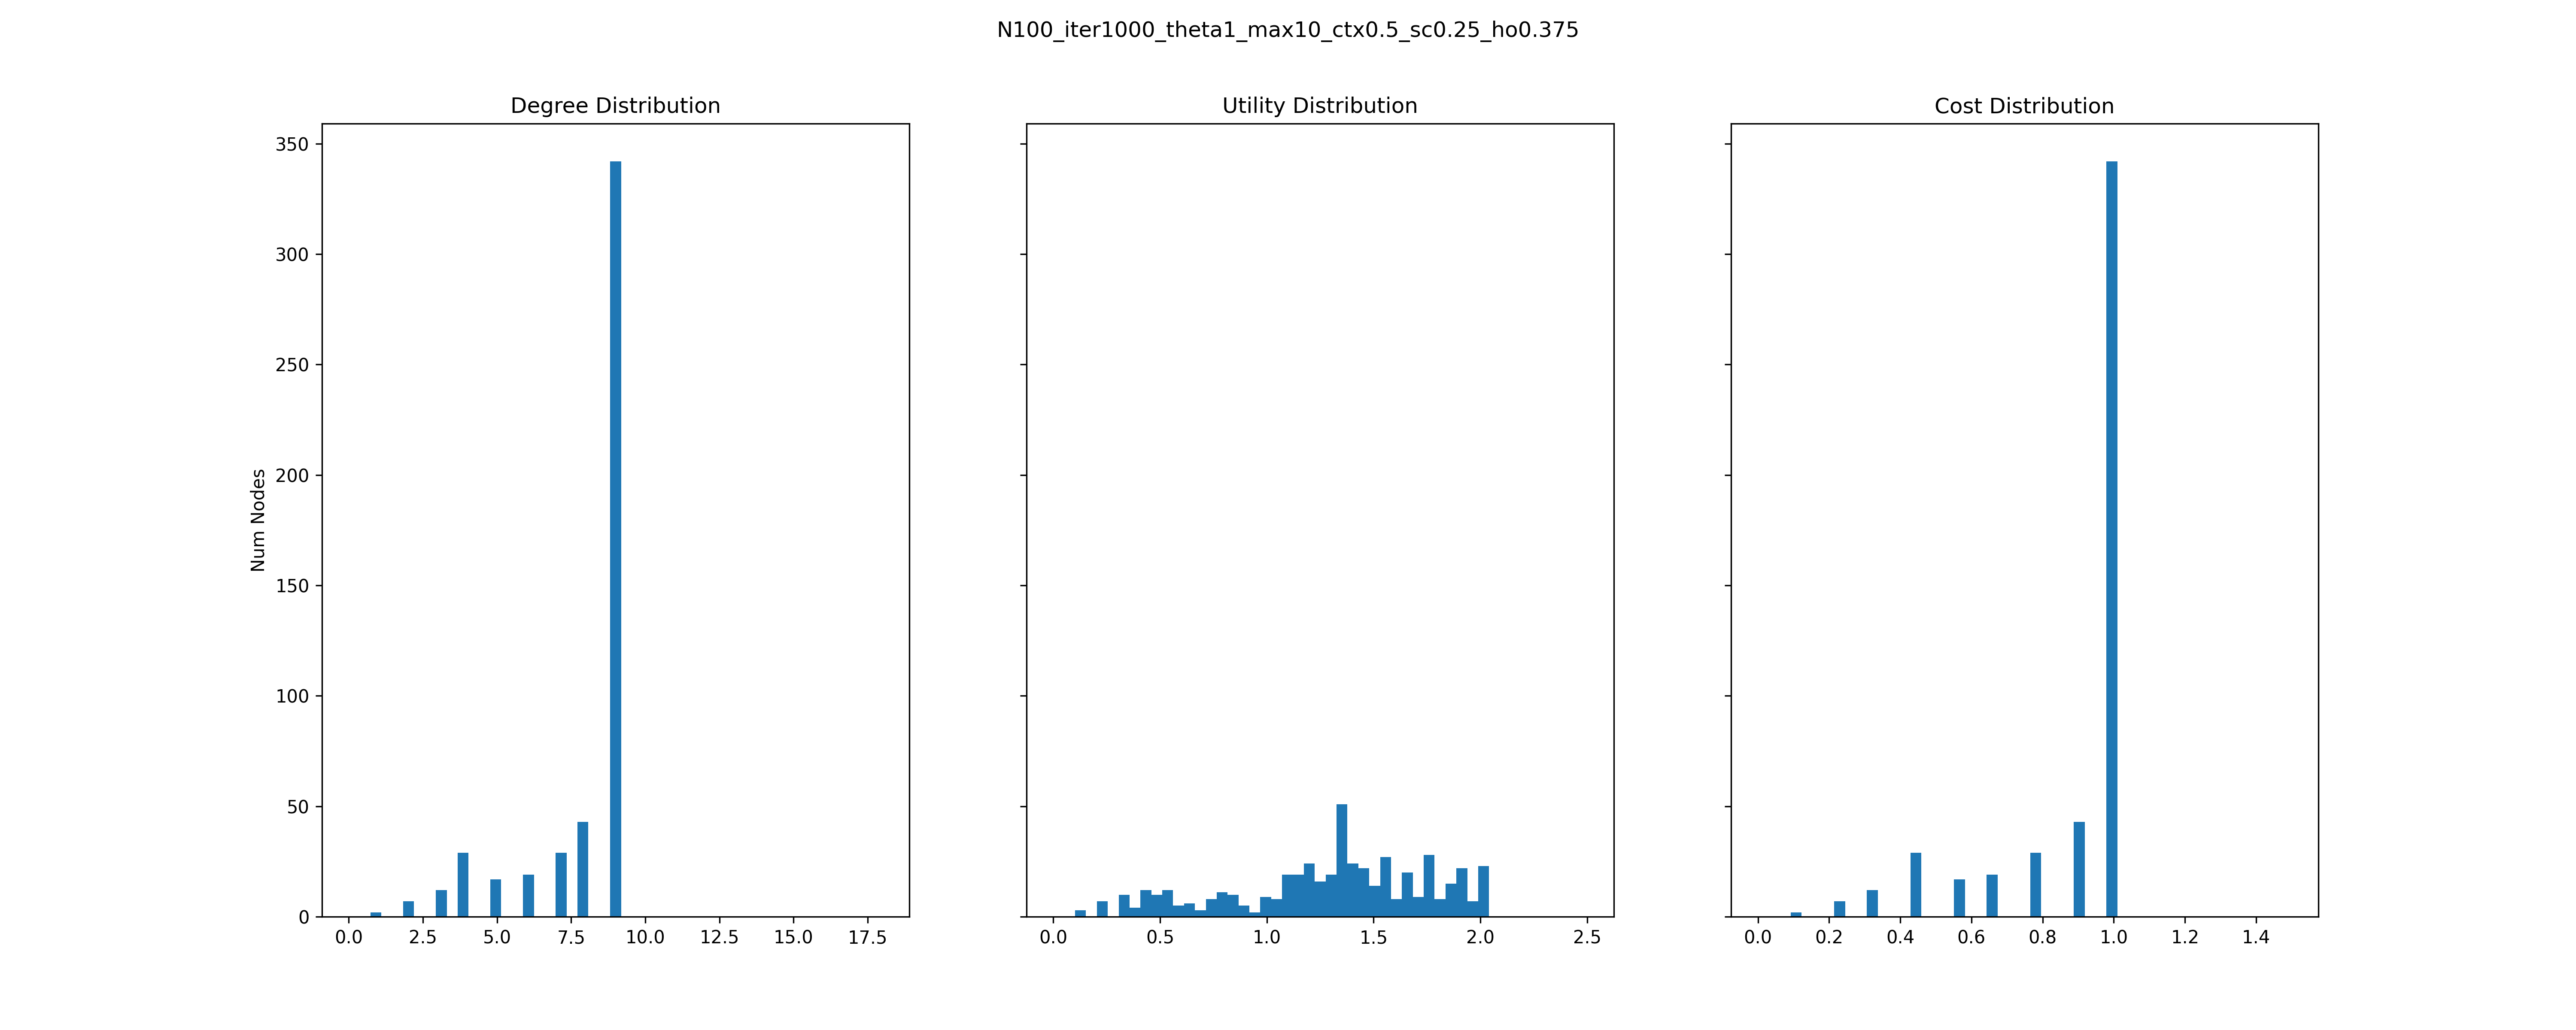 N100_iter1000_theta1_max10_ctx0.5_sc0.25_ho0.375
Degree Distribution
Utility Distribution
Cost Distribution
Num Nodes
350
300
250
200
150
100
50
0
0.0 2.5 5.0 7.5 10.0 12.5 15.0 17.5
0.0 0.5 1.0 1.5 2.0 2.5
0.0 0.2 0.4 0.6 0.8 1.0 1.2 1.4